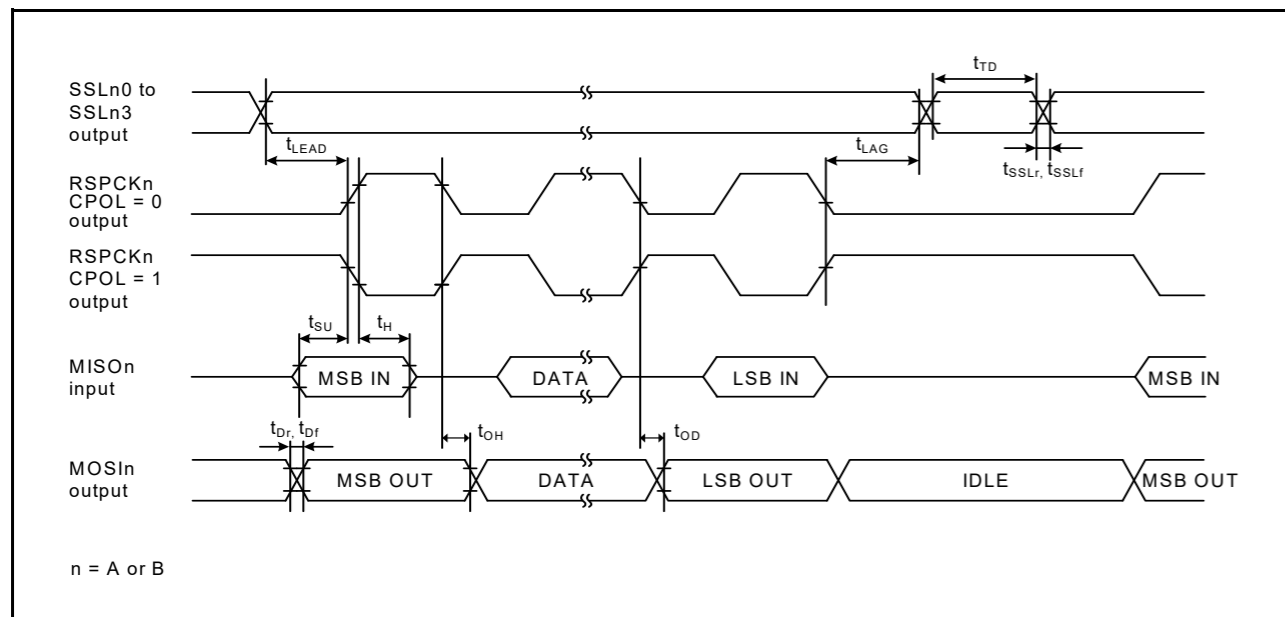 SSLn0 to
SSLn3
output
tTD
tLEAD
tLAG
tSSLr, tSSLf
RSPCKn
CPOL = 0
output
RSPCKn
CPOL = 1
output
tSU
tH
MISOn
input
MSB IN
DATA
LSB IN
MSB IN
tDr, tDf
tOH
tOD
MOSIn
output
MSB OUT
DATA
LSB OUT
IDLE
MSB OUT
n = A or B